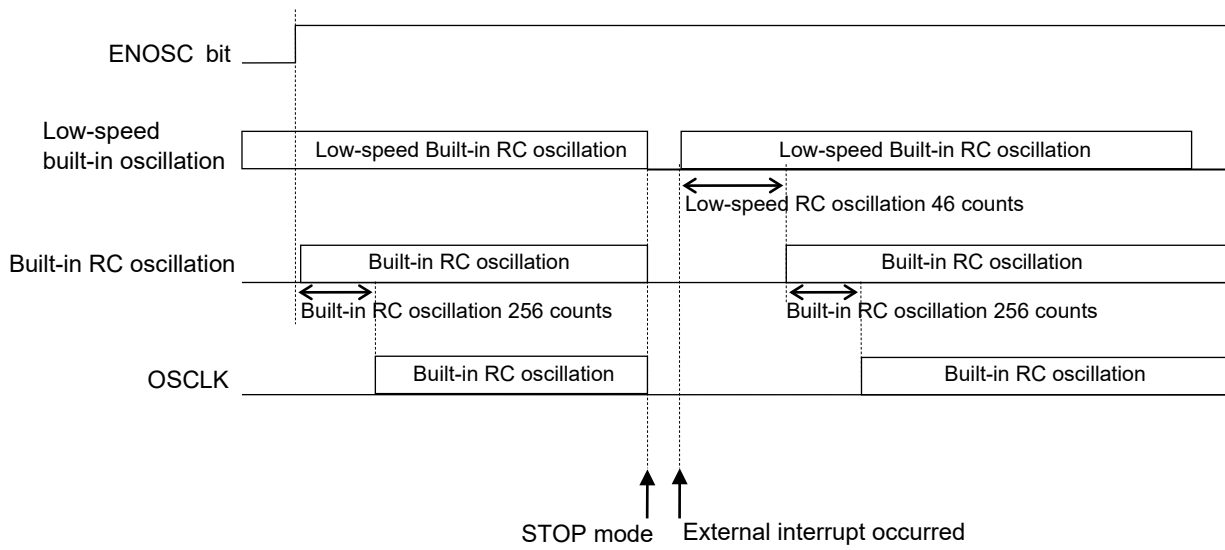 ENOSC bit
Low-speed
built-in oscillation
Low-speed Built-in RC oscillation
Low-speed Built-in RC oscillation
Low-speed RC oscillation 46 counts
Built-in RC oscillation
Built-in RC oscillation
Built-in RC oscillation
Built-in RC oscillation 256 counts
Built-in RC oscillation 256 counts
OSCLK
Built-in RC oscillation
Built-in RC oscillation
STOP mode
External interrupt occurred